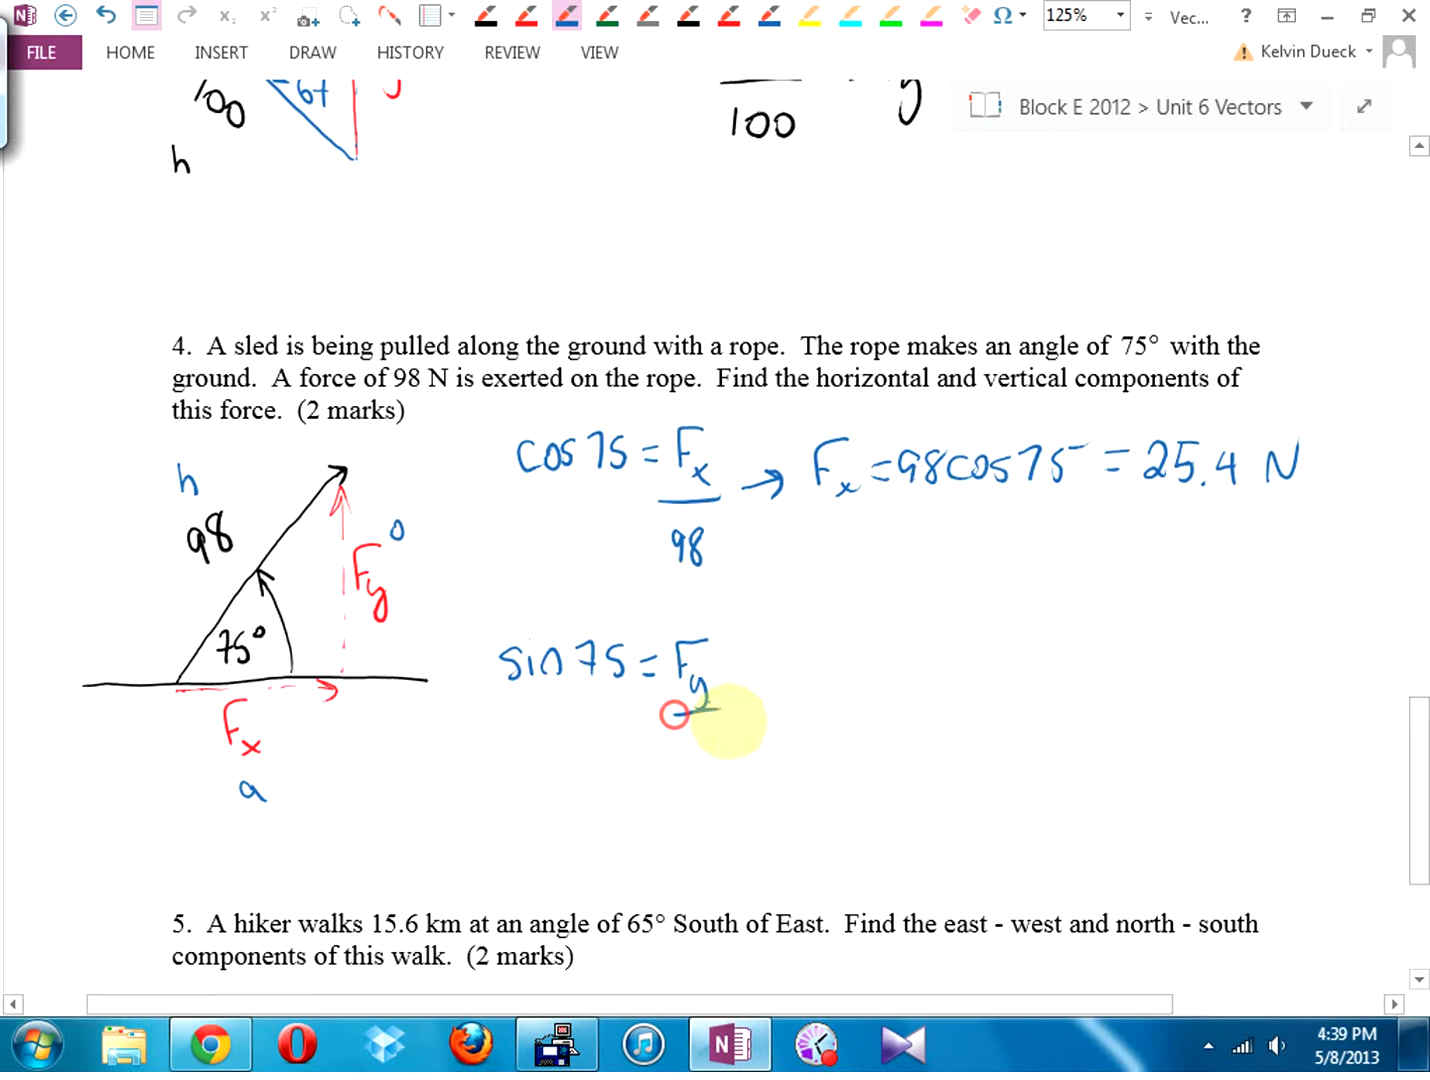 x₂ x² Ω 125% Vec... ?
FILE HOME INSERT DRAW HISTORY REVIEW VIEW Kelvin Dueck
Block E 2012 > Unit 6 Vectors
100 67 y
h
100 y
4. A sled is being pulled along the ground with a rope. The rope makes an angle of 75° with the
ground. A force of 98 N is exerted on the rope. Find the horizontal and vertical components of
this force. (2 marks)
cos 75 = Fx / 98 → Fx = 98cos75 = 25.4 N
h
98
o
Fy
75°
sin 75 = Fy
Fx
a
5. A hiker walks 15.6 km at an angle of 65° South of East. Find the east - west and north - south
components of this walk. (2 marks)
N
4:39 PM
5/8/2013